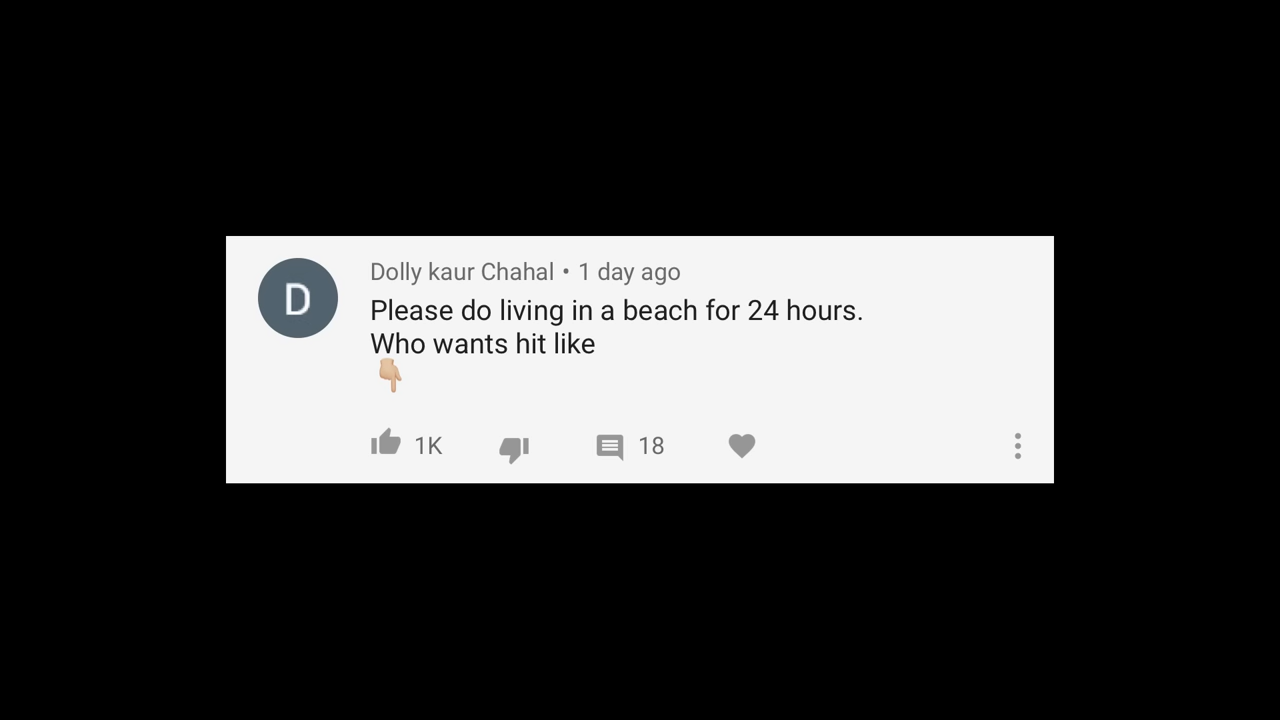 D
Dolly kaur Chahal • 1 day ago
Please do living in a beach for 24 hours.
Who wants hit like
👇🏼
1K 18